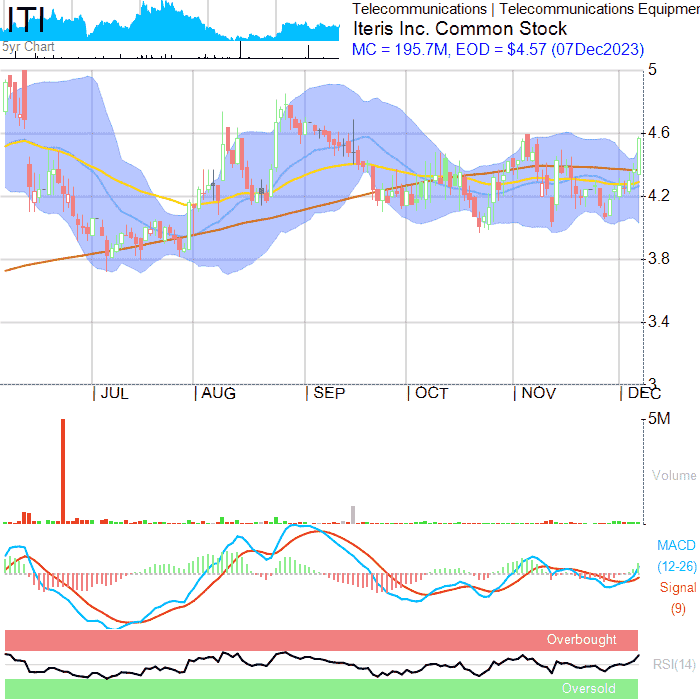 ITI
5yr Chart
Telecommunications | Telecommunications Equipmen
Iteris Inc. Common Stock
MC = 195.7M, EOD = $4.57 (07Dec2023)
5
4.6
4.2
3.8
3.4
3
JUL AUG SEP OCT NOV DEC
5M
Volume
MACD
(12-26)
Signal
(9)
Overbought
RSI(14)
Oversold